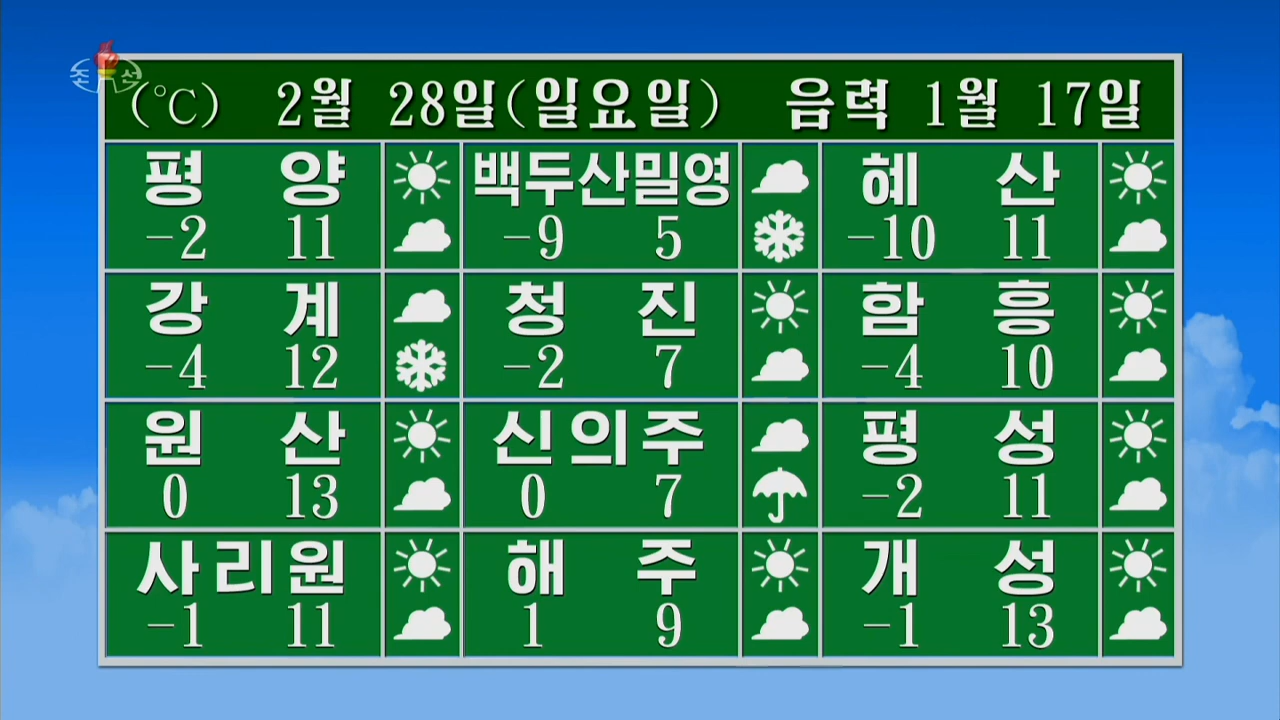 조선
(℃) 2월 28일(일요일) 음력 1월 17일
평양 백두산밀영 혜산
-2 11 -9 5 -10 11
강계 청진 함흥
-4 12 -2 7 -4 10
원산 신의주 평성
0 13 0 7 -2 11
사리원 해주 개성
-1 11 1 9 -1 13